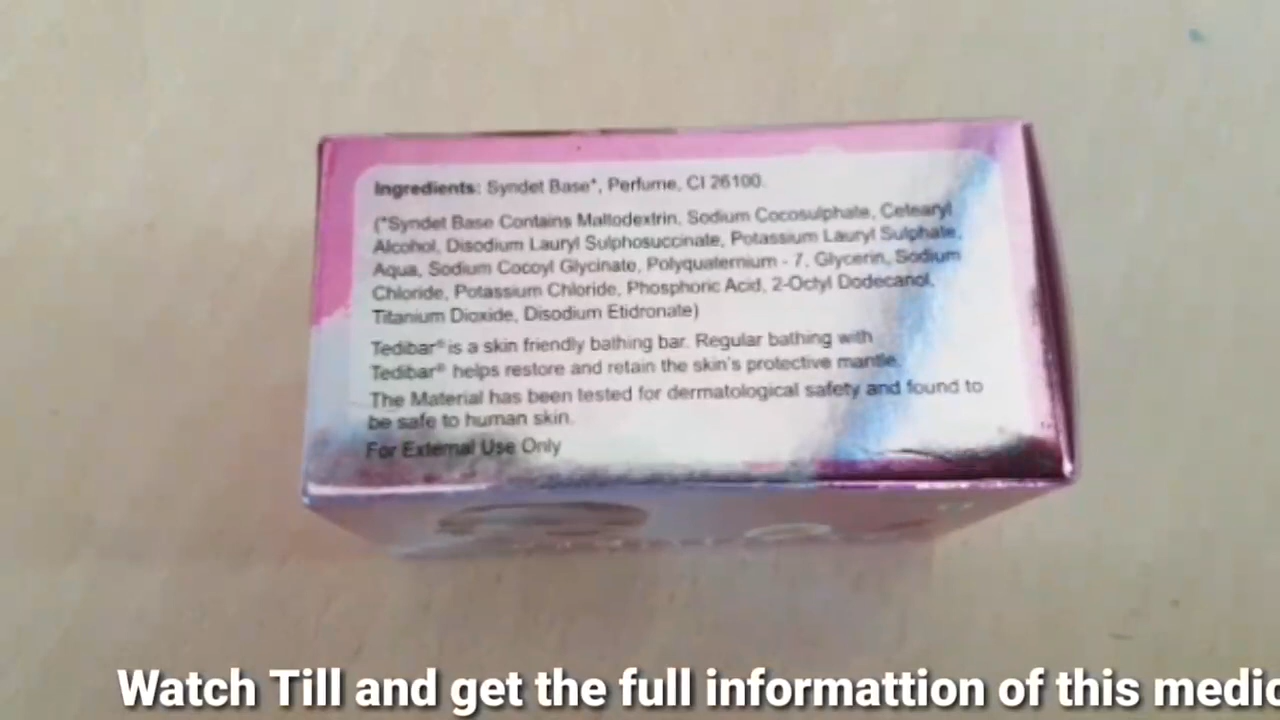 Ingredients: Syndet Base*, Perfume, CI 26100.
(*Syndet Base Contains Maltodextrin, Sodium Cocosulphate, Cetearyl
Alcohol, Disodium Lauryl Sulphosuccinate, Potassium Lauryl Sulphate,
Aqua, Sodium Cocoyl Glycinate, Polyquaternium - 7, Glycerin, Sodium
Chloride, Potassium Chloride, Phosphoric Acid, 2-Octyl Dodecanol,
Titanium Dioxide, Disodium Etidronate)
Tedibar® is a skin friendly bathing bar. Regular bathing with
Tedibar® helps restore and retain the skin's protective mantle.
The Material has been tested for dermatological safety and found to
be safe to human skin.
For External Use Only
Watch Till and get the full informattion of this medic